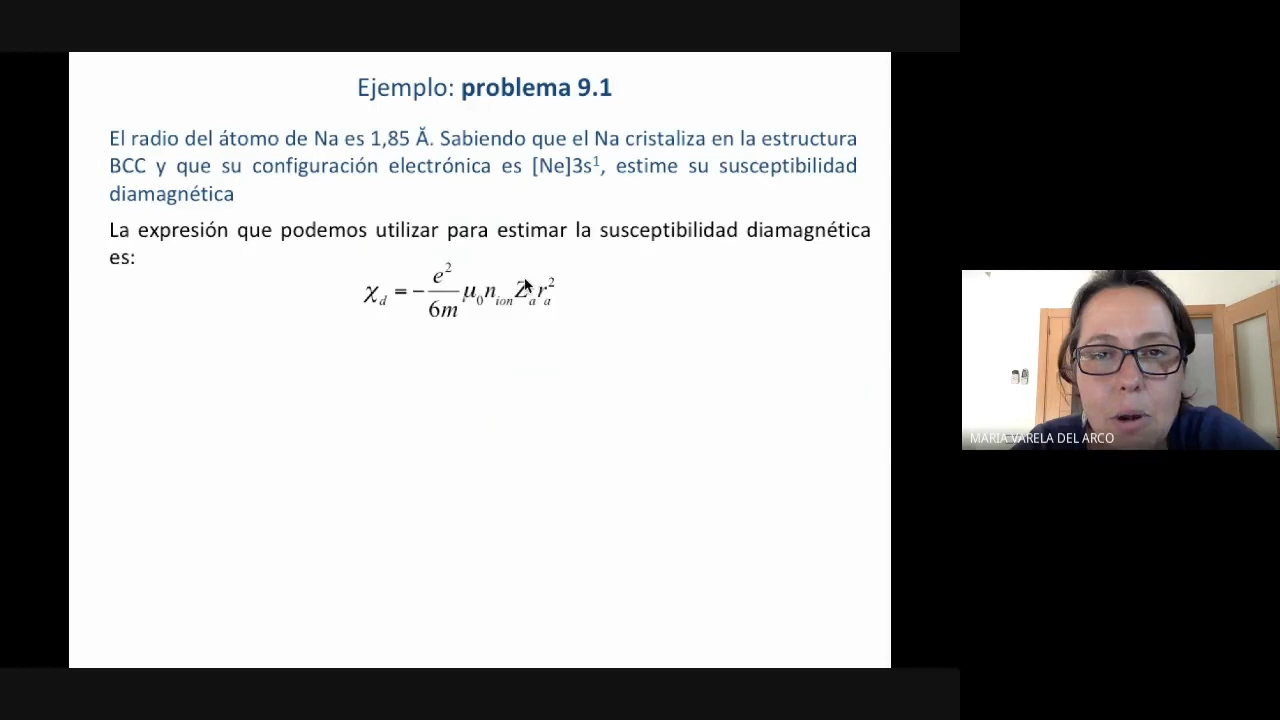 Ejemplo: problema 9.1
El radio del átomo de Na es 1,85 Ă. Sabiendo que el Na cristaliza en la estructura
BCC y que su configuración electrónica es [Ne]3s¹, estime su susceptibilidad
diamagnética
La expresión que podemos utilizar para estimar la susceptibilidad diamagnética
es:
χ_d = − e²/6m μ₀ n_ion Z_a r_a²
MARIA VARELA DEL ARCO